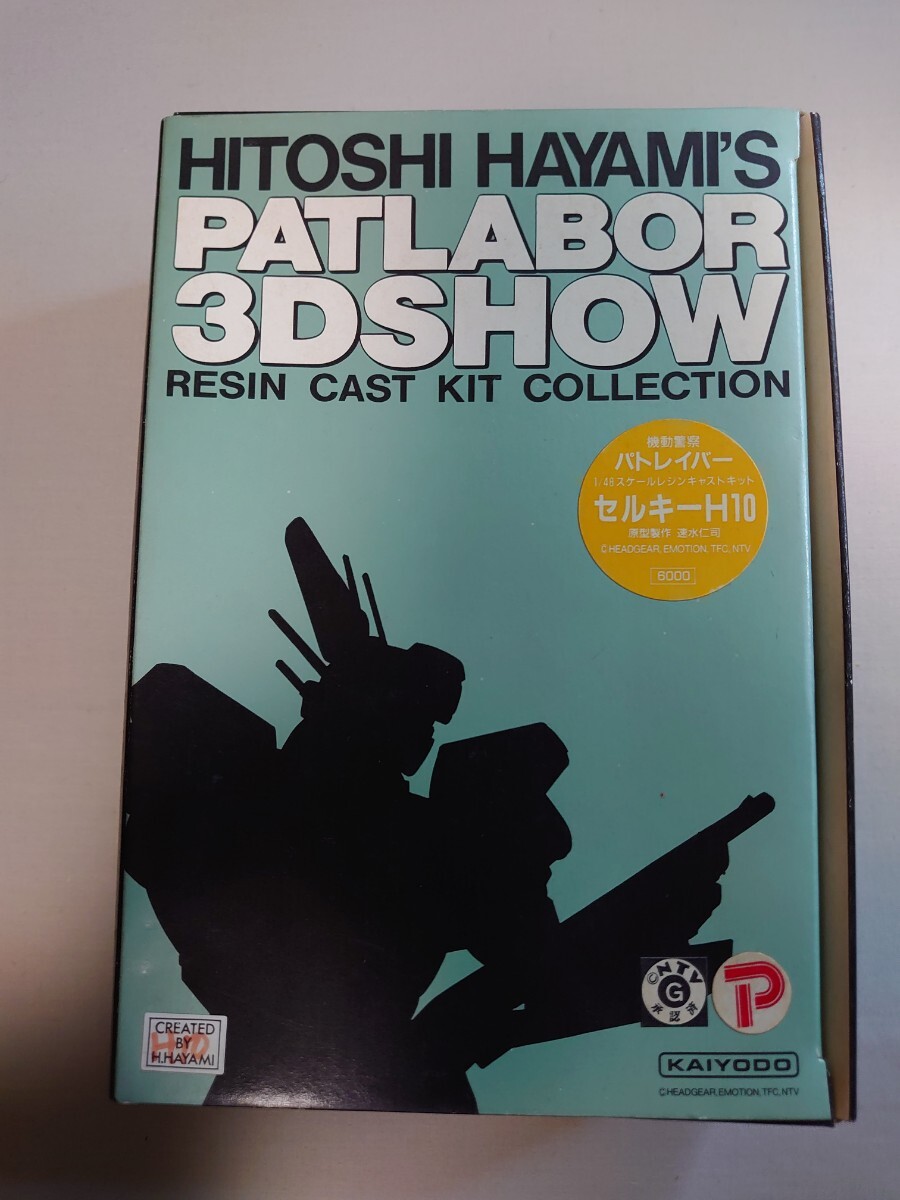 HITOSHI HAYAMI'S
PATLABOR
3DSHOW
RESIN CAST KIT COLLECTION
機動警察
パトレイバー
1/48スケールレジンキャストキット
セルキーH10
原型製作 速水仁司
©HEADGEAR, EMOTION, TFC, NTV
6000
©NTV
G
承認
P
CREATED
BY
H.HAYAMI
KAIYODO
©HEADGEAR, EMOTION, TFC, NTV